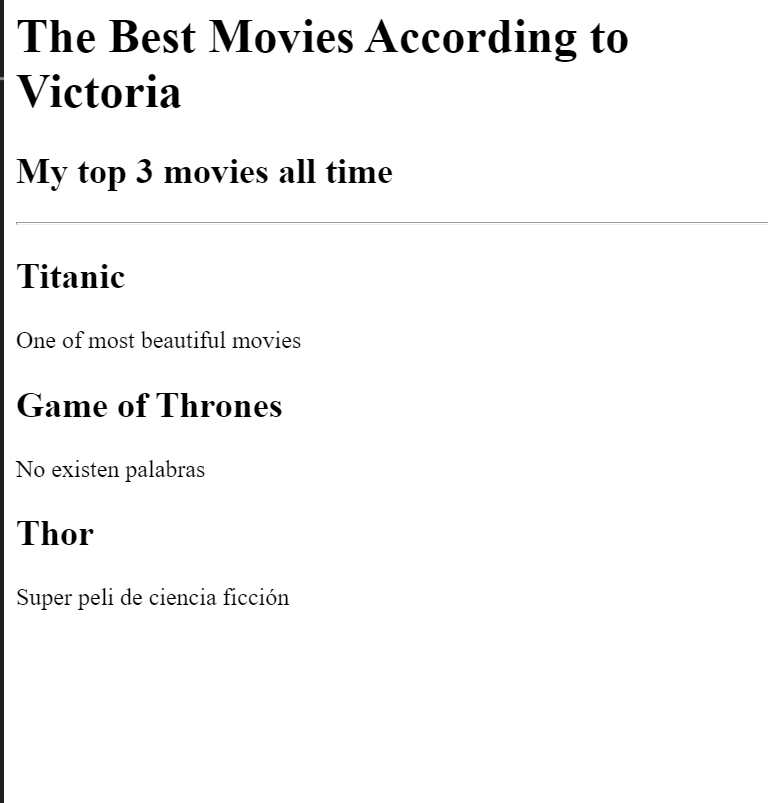 The Best Movies According to
Victoria
My top 3 movies all time
Titanic
One of most beautiful movies
Game of Thrones
No existen palabras
Thor
Super peli de ciencia ficción